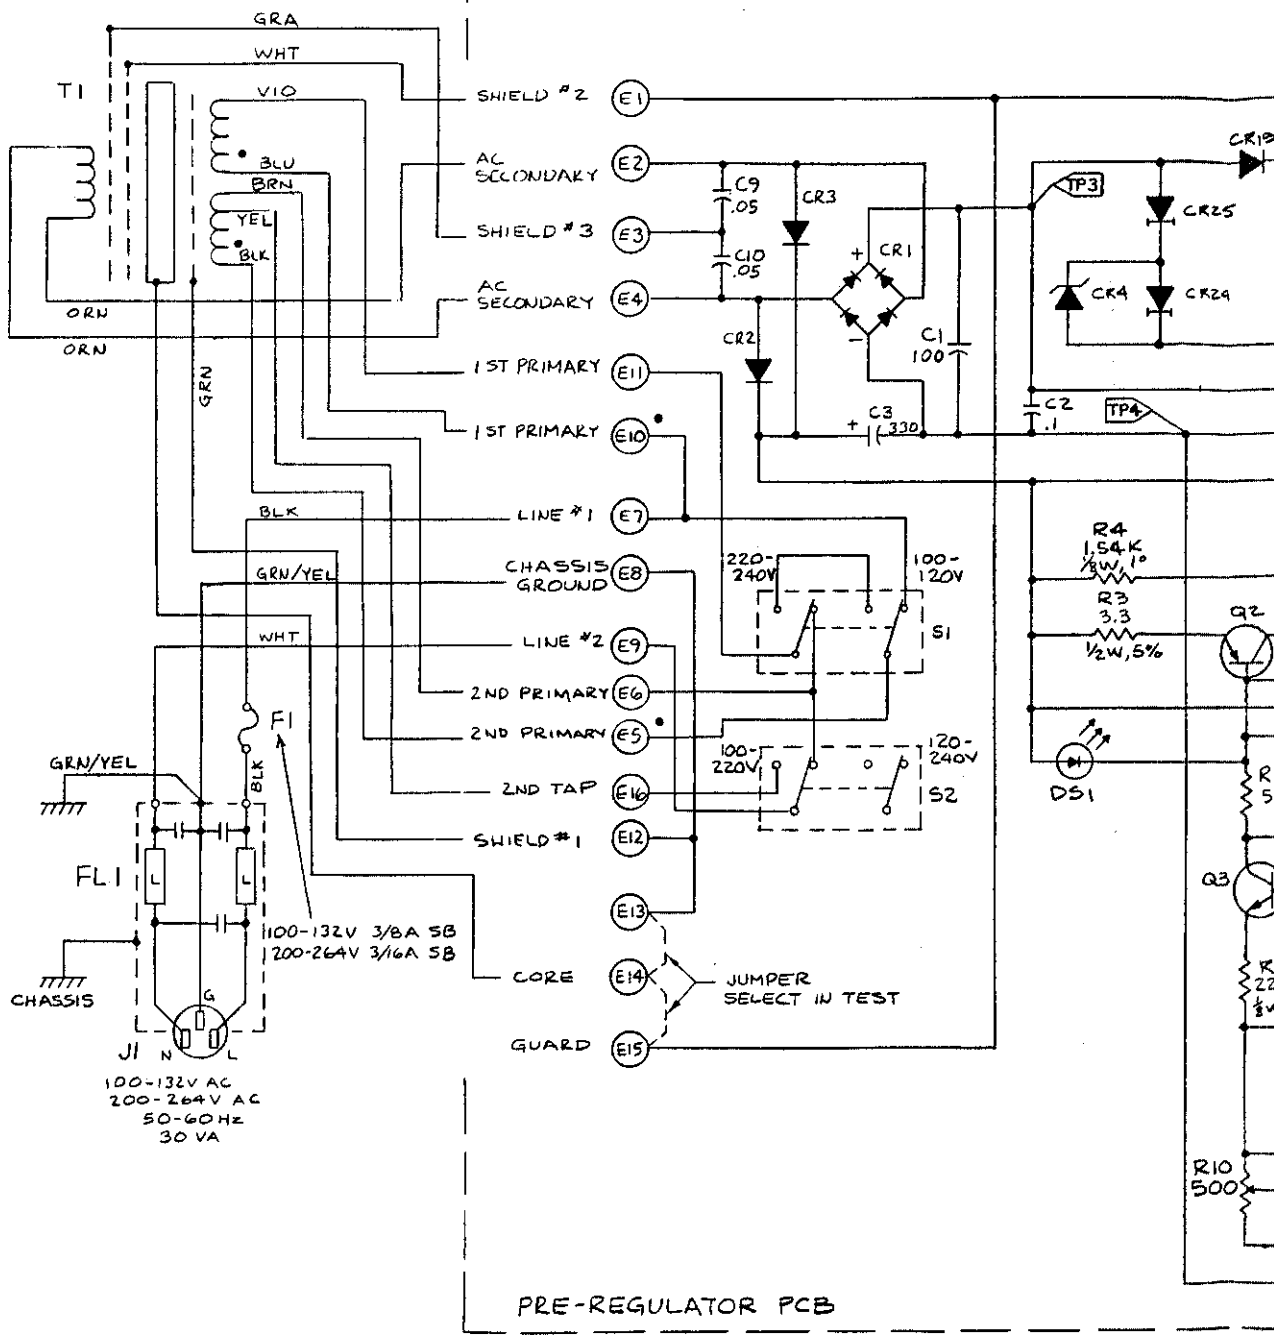 GRA
WHT
T1
VIO
BLU
BRN
YEL
BLK
ORN
ORN
GRN
SHIELD #2 E1
AC SECONDARY E2
SHIELD #3 E3
AC SECONDARY E4
1ST PRIMARY E11
1ST PRIMARY E10
BLK
LINE #1 E7
GRN/YEL
CHASSIS GROUND E8
WHT
LINE #2 E9
2ND PRIMARY E6
2ND PRIMARY E5
2ND TAP E16
SHIELD #1 E12
E13
CORE E14
GUARD E15
JUMPER
SELECT IN TEST
C9
.05
C10
.05
CR3
CR1
+
-
CR2
C1
100
+ C3
330
C2
.1
TP3
TP4
CR19
CR25
CR4
CR24
220-
240V
100-
120V
S1
100-
220V
120-
240V
S2
R4
1.54K
1/8W, 1°
R3
3.3
1/2W, 5%
Q2
DS1
R
5
Q3
R
22
R10
500
F1
BLK
GRN/YEL
FL1
L
L
100-132V 3/8A SB
200-264V 3/16A SB
CHASSIS
G
J1
N
L
100-132V AC
200-264V AC
50-60 Hz
30 VA
PRE-REGULATOR PCB